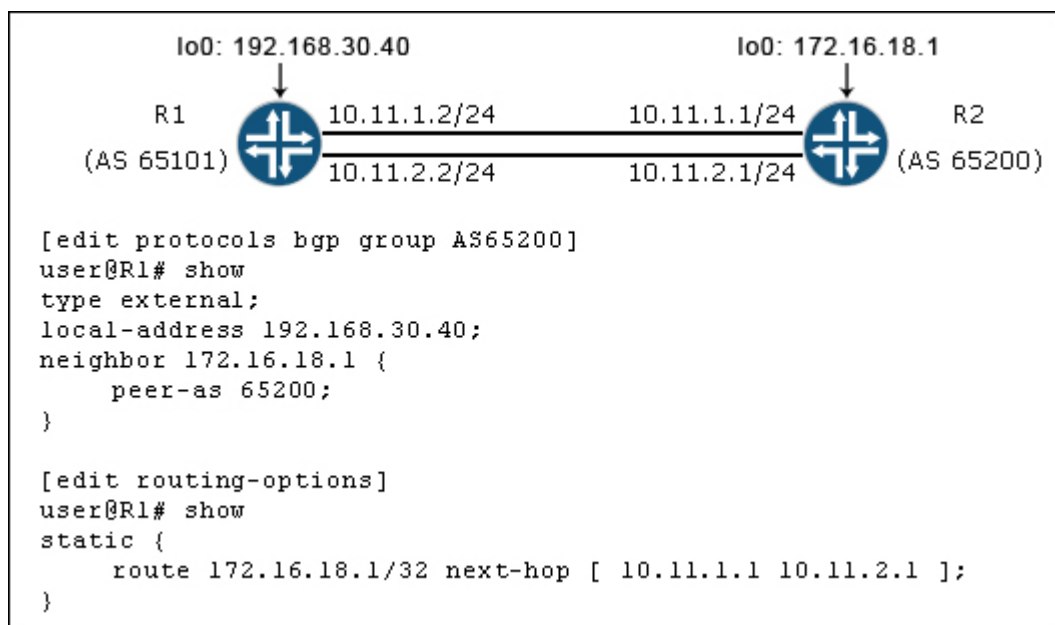 lo0: 192.168.30.40 lo0: 172.16.18.1
R1 10.11.1.2/24 10.11.1.1/24 R2
(AS 65101) 10.11.2.2/24 10.11.2.1/24 (AS 65200)
[edit protocols bgp group AS65200]
user@R1# show
type external;
local-address 192.168.30.40;
neighbor 172.16.18.1 {
peer-as 65200;
}
[edit routing-options]
user@R1# show
static {
route 172.16.18.1/32 next-hop [ 10.11.1.1 10.11.2.1 ];
}